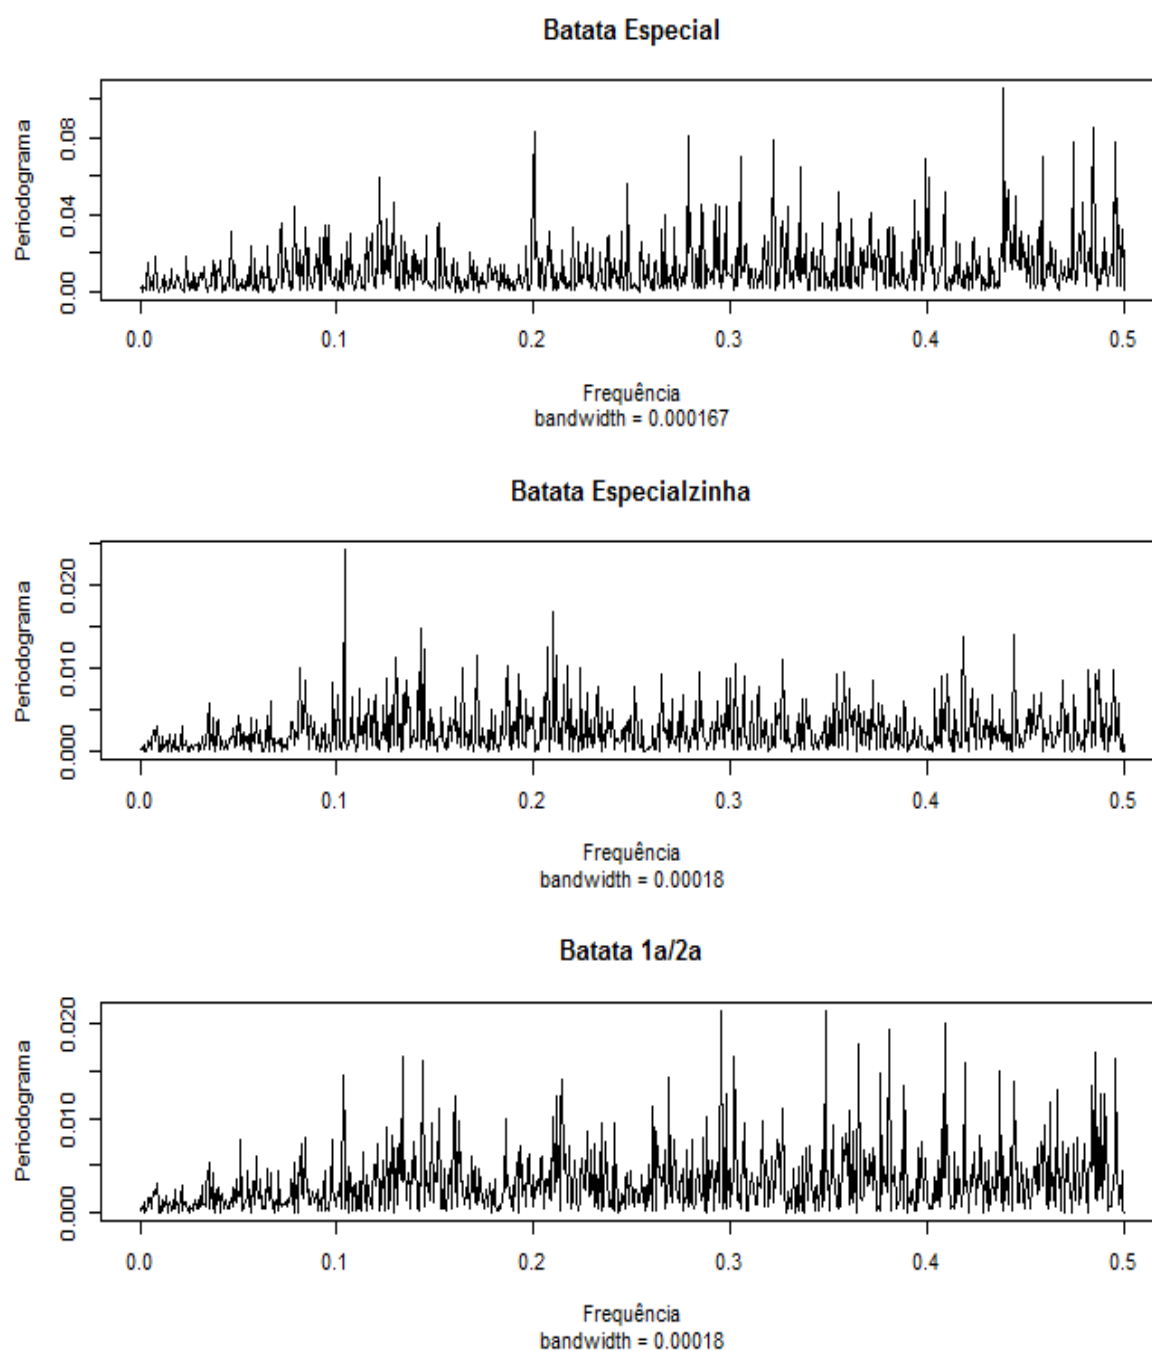 Batata Especial
Periodograma
0.00 0.04 0.08
0.0 0.1 0.2 0.3 0.4 0.5
Frequência
bandwidth = 0.000167
Batata Especialzinha
Periodograma
0.000 0.010 0.020
0.0 0.1 0.2 0.3 0.4 0.5
Frequência
bandwidth = 0.00018
Batata 1a/2a
Periodograma
0.000 0.010 0.020
0.0 0.1 0.2 0.3 0.4 0.5
Frequência
bandwidth = 0.00018